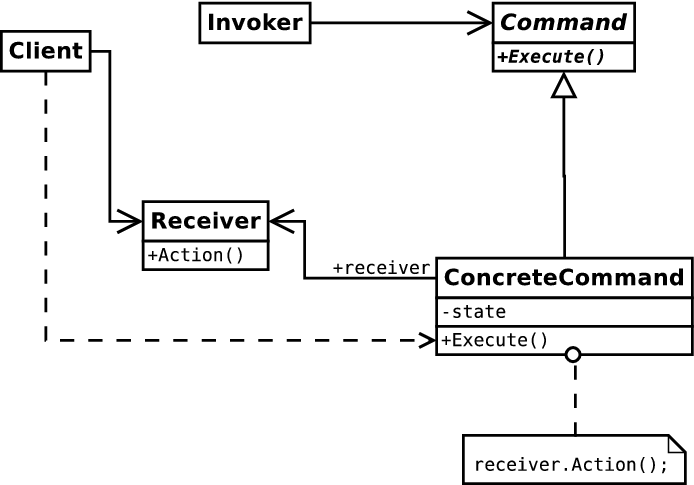 Invoker
Command
+Execute()
Client
Receiver
+Action()
+receiver
ConcreteCommand
-state
+Execute()
receiver.Action();